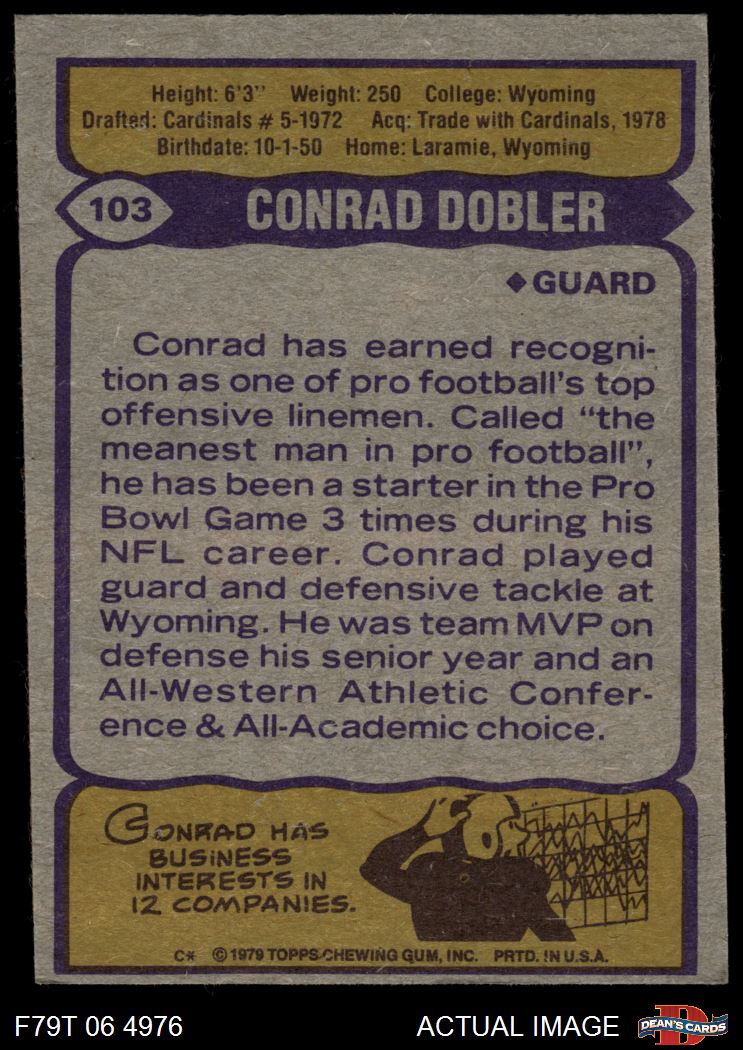 Height: 6'3" Weight: 250 College: Wyoming
Drafted: Cardinals # 5-1972 Acq: Trade with Cardinals, 1978
Birthdate: 10-1-50 Home: Laramie, Wyoming
103 CONRAD DOBLER
◆GUARD
Conrad has earned recogni-
tion as one of pro football's top
offensive linemen. Called "the
meanest man in pro football",
he has been a starter in the Pro
Bowl Game 3 times during his
NFL career. Conrad played
guard and defensive tackle at
Wyoming. He was team MVP on
defense his senior year and an
All-Western Athletic Confer-
ence & All-Academic choice.
CONRAD HAS
BUSINESS
INTERESTS IN
12 COMPANIES.
C* © 1979 TOPPS CHEWING GUM, INC. PRTD. IN U.S.A.
F79T 06 4976 ACTUAL IMAGE D DEAN'S CARDS